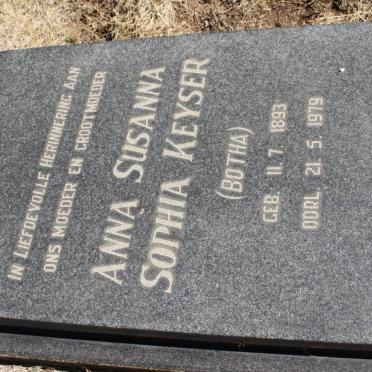 IN LIEFDEVOLLE HERINNERING AAN
ONS MOEDER EN GROOTMOEDER
ANNA SUSANNA
SOPHIA KEYSER
(BOTHA)
GEB. 11. 7. 1893
OORL. 21. 5. 1979